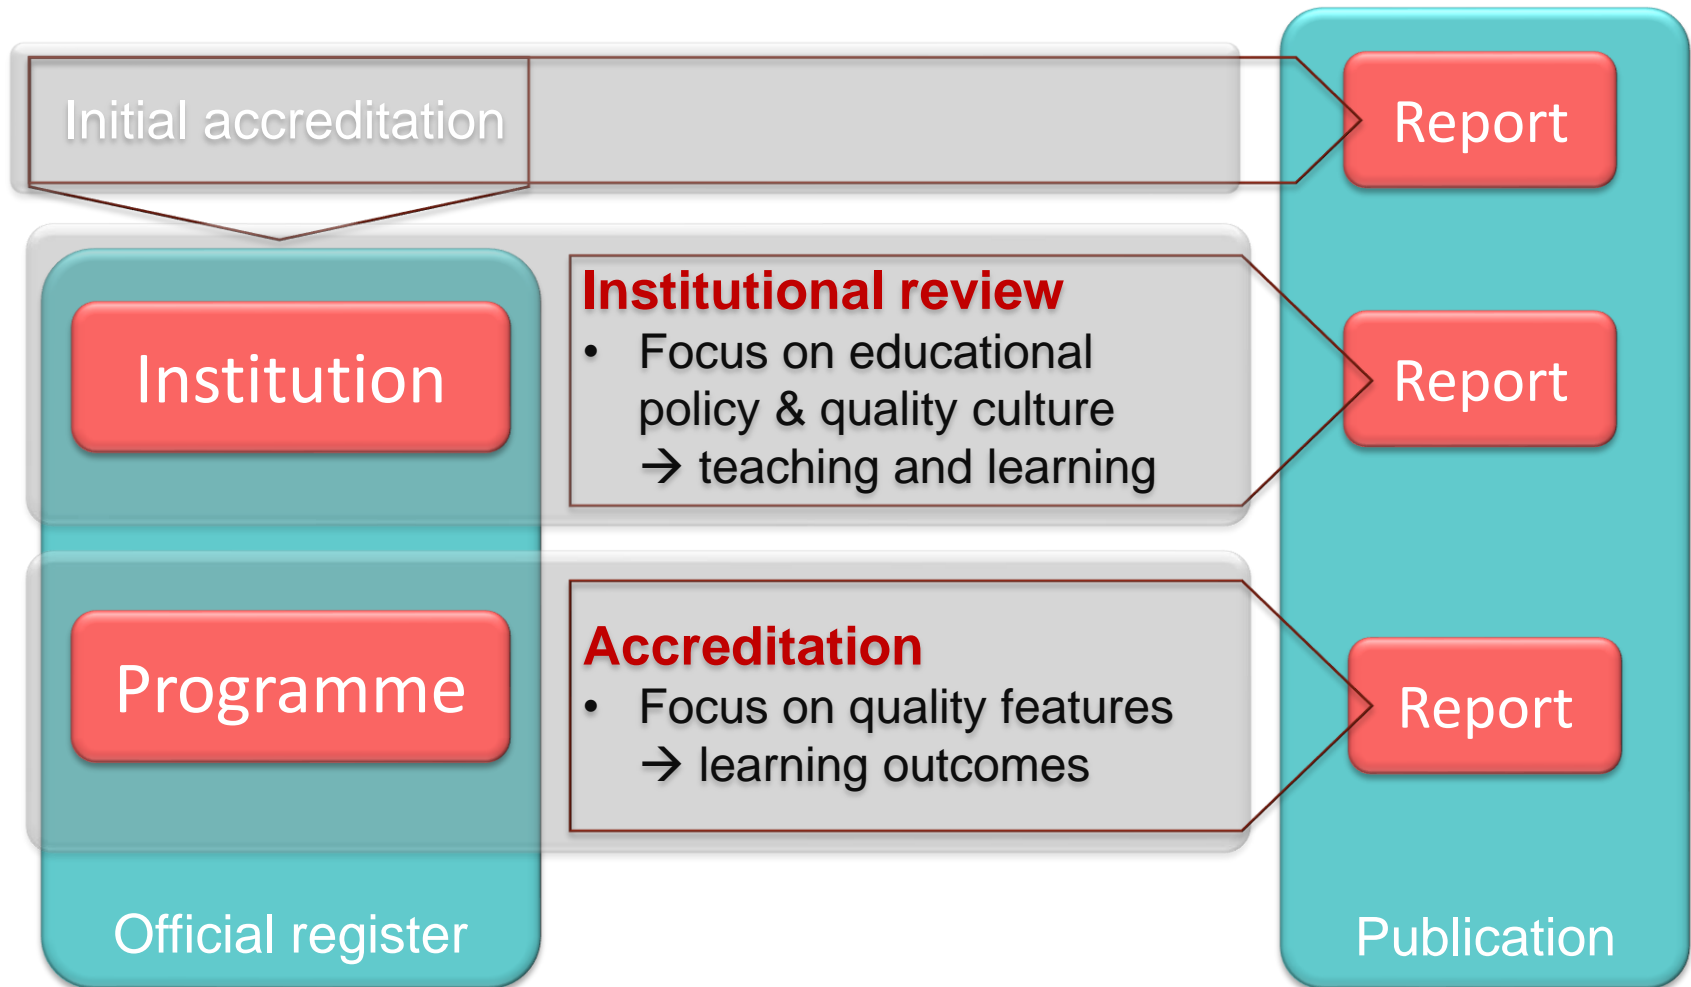 Initial accreditation
Report
Institution
Institutional review
• Focus on educational
policy & quality culture
→ teaching and learning
Report
Programme
Accreditation
• Focus on quality features
→ learning outcomes
Report
Official register
Publication